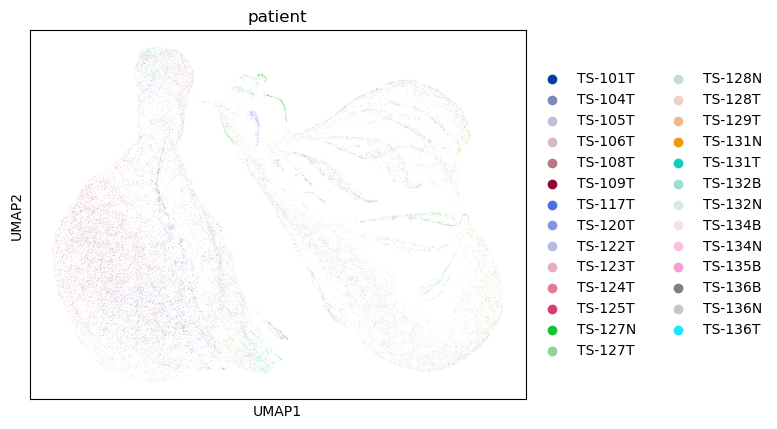 patient
UMAP2
UMAP1
TS-101T
TS-104T
TS-105T
TS-106T
TS-108T
TS-109T
TS-117T
TS-120T
TS-122T
TS-123T
TS-124T
TS-125T
TS-127N
TS-127T
TS-128N
TS-128T
TS-129T
TS-131N
TS-131T
TS-132B
TS-132N
TS-134B
TS-134N
TS-135B
TS-136B
TS-136N
TS-136T